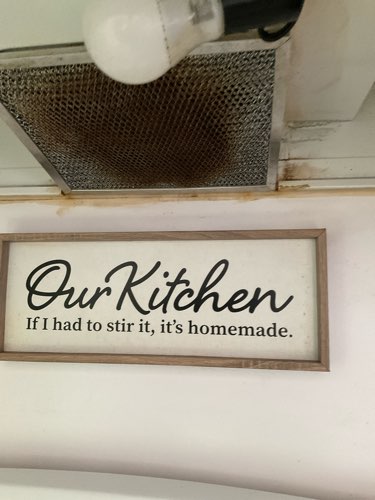 Our Kitchen
If I had to stir it, it's homemade.